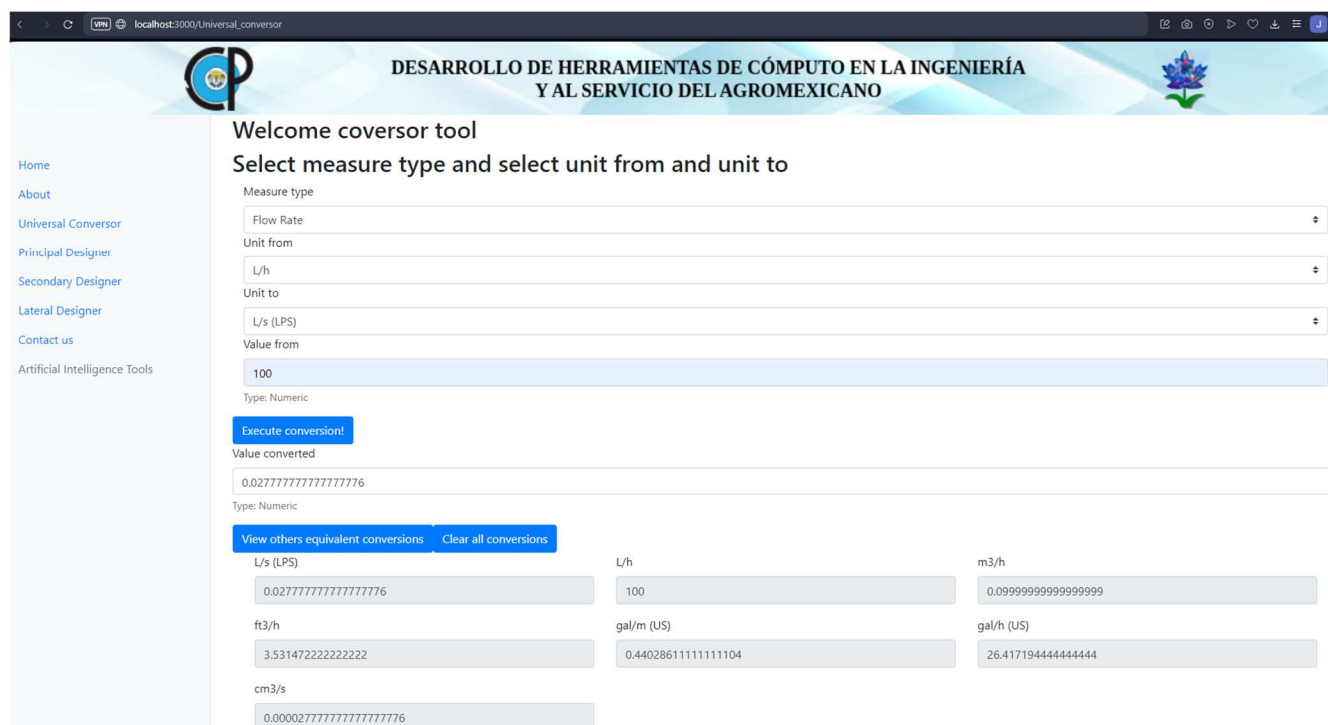 VPN
localhost:3000/Universal_conversor
J
CP
DESARROLLO DE HERRAMIENTAS DE CÓMPUTO EN LA INGENIERÍA
Y AL SERVICIO DEL AGROMEXICANO
Home
About
Universal Conversor
Principal Designer
Secondary Designer
Lateral Designer
Contact us
Artificial Intelligence Tools
Welcome coversor tool
Select measure type and select unit from and unit to
Measure type
Flow Rate
Unit from
L/h
Unit to
L/s (LPS)
Value from
100
Type: Numeric
Execute conversion!
Value converted
0.027777777777777776
Type: Numeric
View others equivalent conversions Clear all conversions
L/s (LPS) L/h m3/h
0.027777777777777776 100 0.09999999999999999
ft3/h gal/m (US) gal/h (US)
3.531472222222222 0.44028611111111104 26.417194444444444
cm3/s
0.000027777777777777776